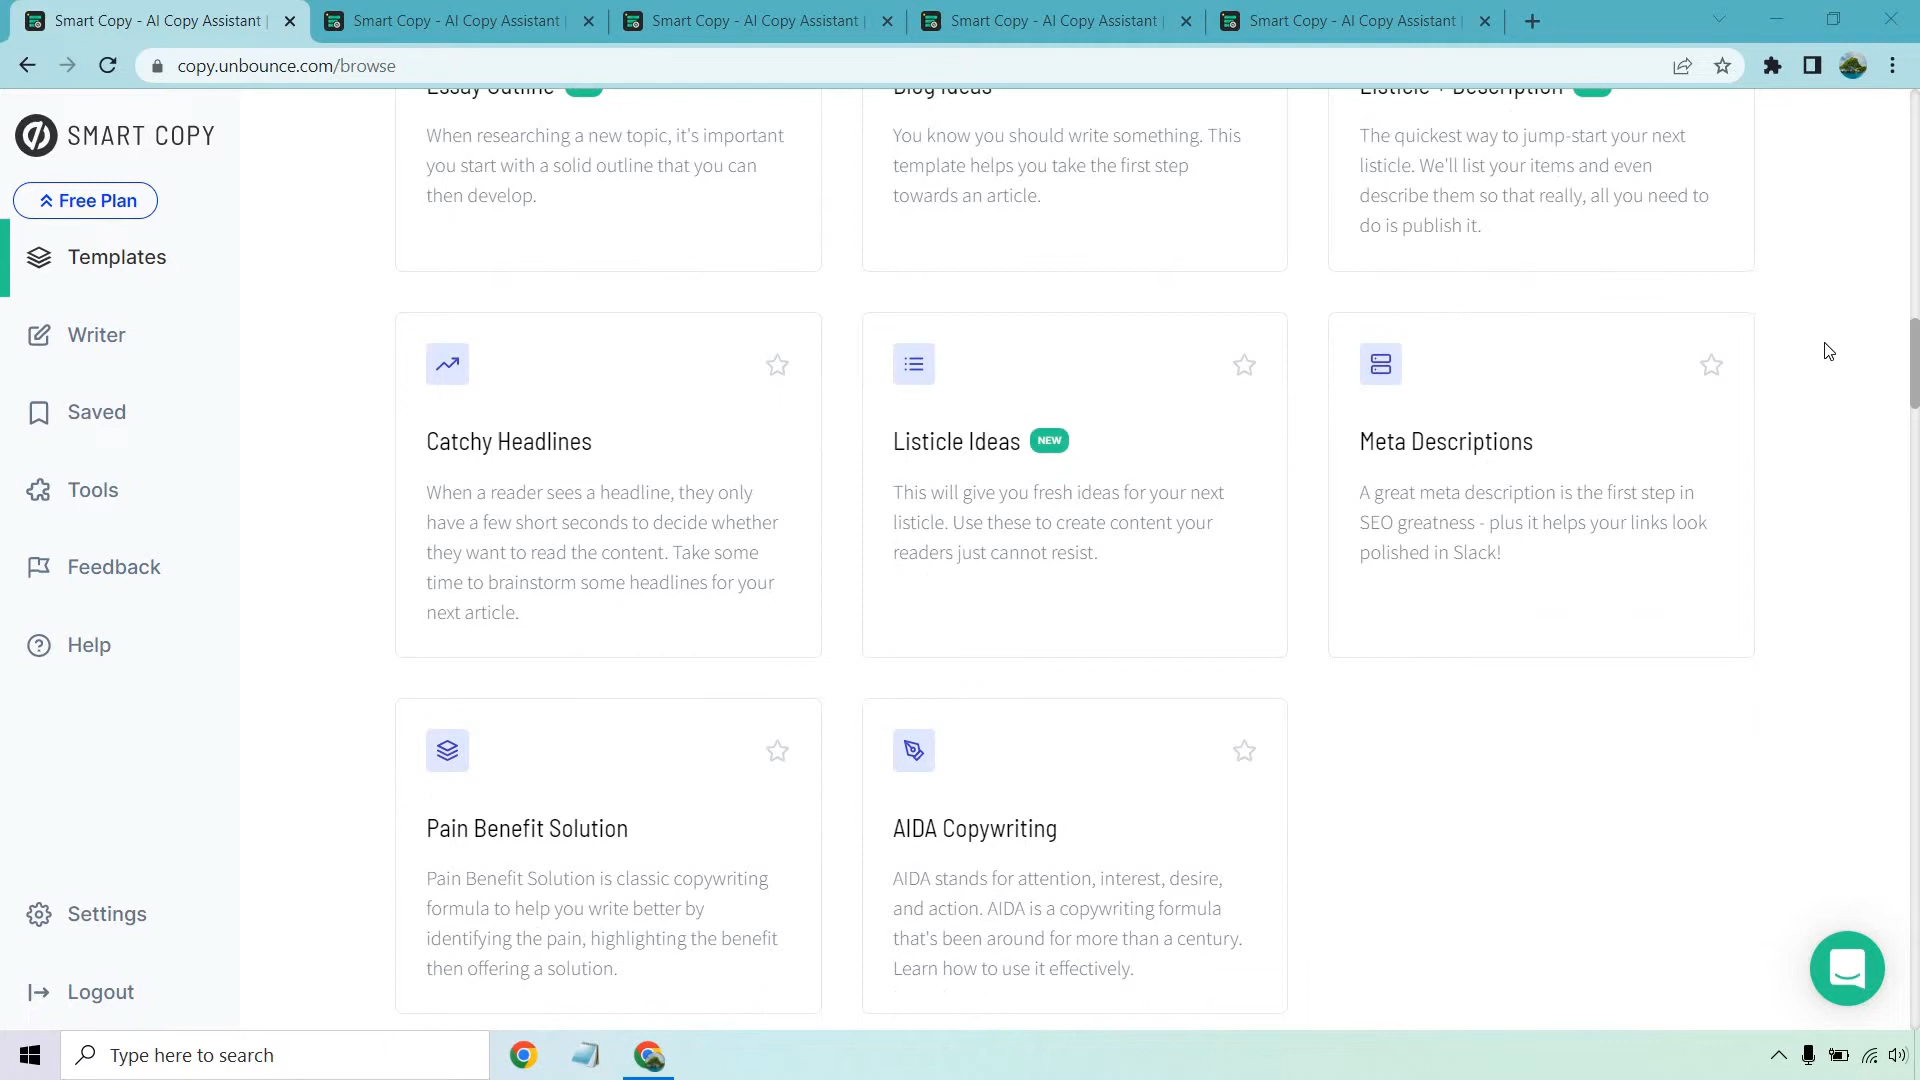 Smart Copy - AI Copy Assistant |
Smart Copy - AI Copy Assistant |
Smart Copy - AI Copy Assistant |
Smart Copy - AI Copy Assistant |
Smart Copy - AI Copy Assistant |
copy.unbounce.com/browse
SMART COPY
Free Plan
Templates
Writer
Saved
Tools
Feedback
Help
Settings
Logout
Essay Outline
When researching a new topic, it's important
you start with a solid outline that you can
then develop.
Blog Ideas
You know you should write something. This
template helps you take the first step
towards an article.
Listicle + Description
The quickest way to jump-start your next
listicle. We'll list your items and even
describe them so that really, all you need to
do is publish it.
Catchy Headlines
When a reader sees a headline, they only
have a few short seconds to decide whether
they want to read the content. Take some
time to brainstorm some headlines for your
next article.
Listicle Ideas NEW
This will give you fresh ideas for your next
listicle. Use these to create content your
readers just cannot resist.
Meta Descriptions
A great meta description is the first step in
SEO greatness - plus it helps your links look
polished in Slack!
Pain Benefit Solution
Pain Benefit Solution is classic copywriting
formula to help you write better by
identifying the pain, highlighting the benefit
then offering a solution.
AIDA Copywriting
AIDA stands for attention, interest, desire,
and action. AIDA is a copywriting formula
that's been around for more than a century.
Learn how to use it effectively.
Type here to search